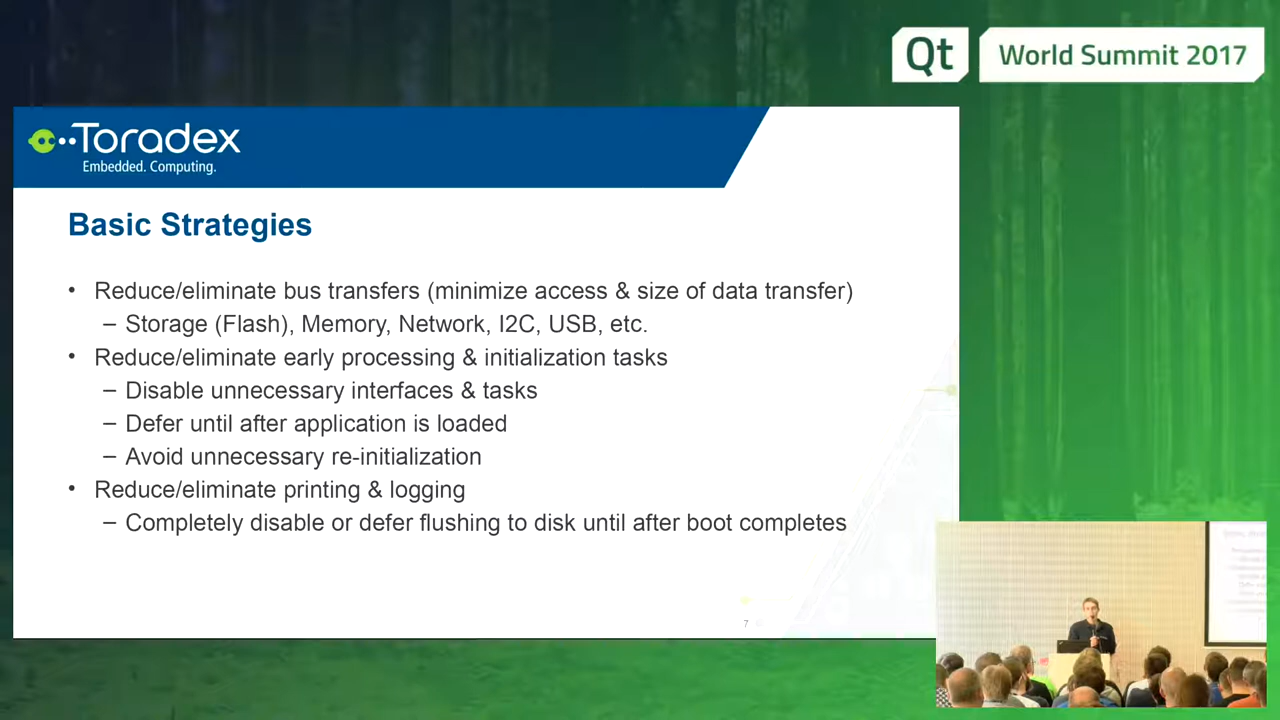 Qt World Summit 2017
Toradex
Embedded. Computing.
Basic Strategies
• Reduce/eliminate bus transfers (minimize access & size of data transfer)
– Storage (Flash), Memory, Network, I2C, USB, etc.
• Reduce/eliminate early processing & initialization tasks
– Disable unnecessary interfaces & tasks
– Defer until after application is loaded
– Avoid unnecessary re-initialization
• Reduce/eliminate printing & logging
– Completely disable or defer flushing to disk until after boot completes
7